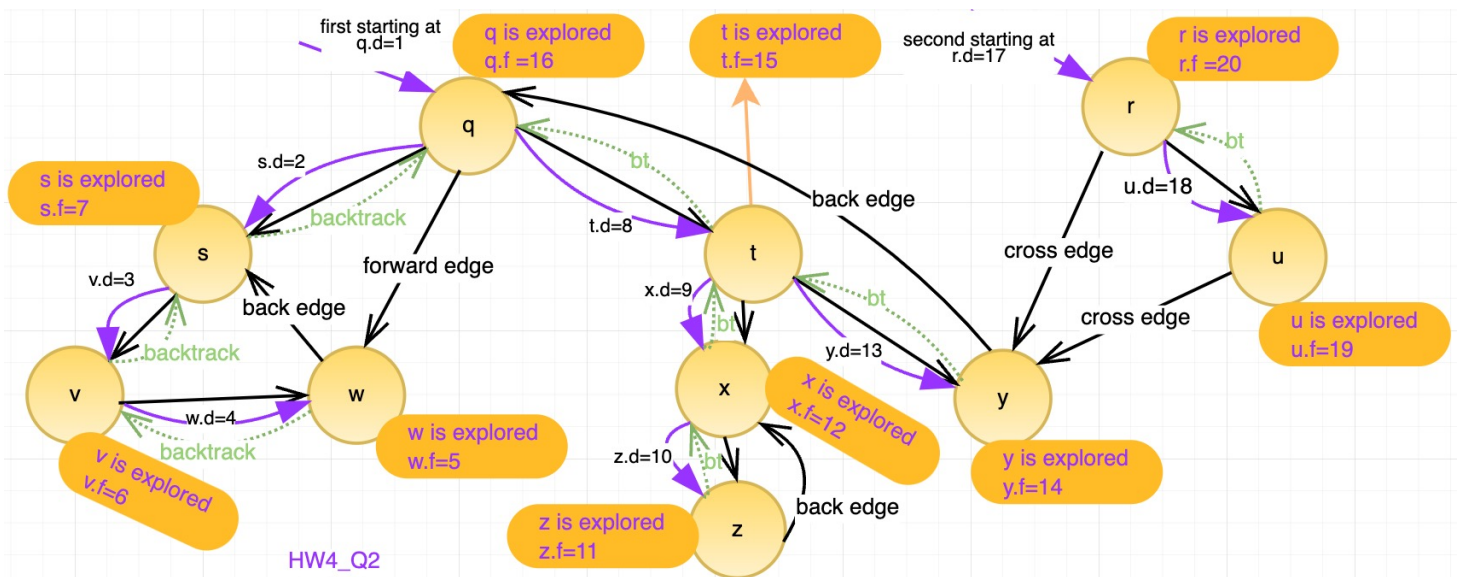 first starting at
q.d=1
q is explored
q.f =16
t is explored
t.f=15
second starting at
r.d=17
r is explored
r.f =20
q
r
s.d=2
bt
bt
s is explored
s.f=7
backtrack
t.d=8
back edge
u.d=18
s
forward edge
t
cross edge
u
v.d=3
back edge
x.d=9
bt
bt
cross edge
u is explored
u.f=19
backtrack
y.d=13
v
w.d=4
w
x
x is explored
x.f=12
y
backtrack
w is explored
w.f=5
v is explored
v.f=6
z.d=10
bt
y is explored
y.f=14
back edge
z is explored
z.f=11
z
HW4_Q2